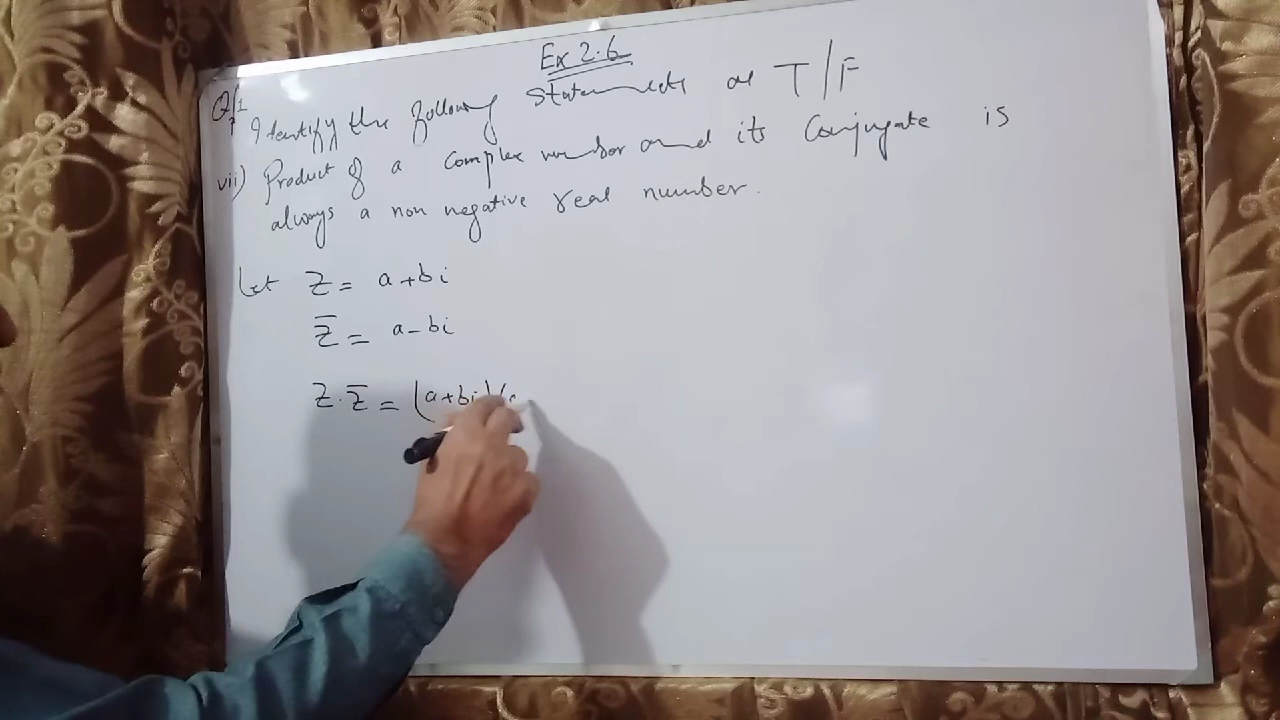 Ex 2.6
Q/1 Identify the following statements as T/F
vii) Product of a complex number and its Conjugate is
always a non negative real number.
Let Z = a+bi
Z̅ = a-bi
Z.Z̅ = (a+bi)(a